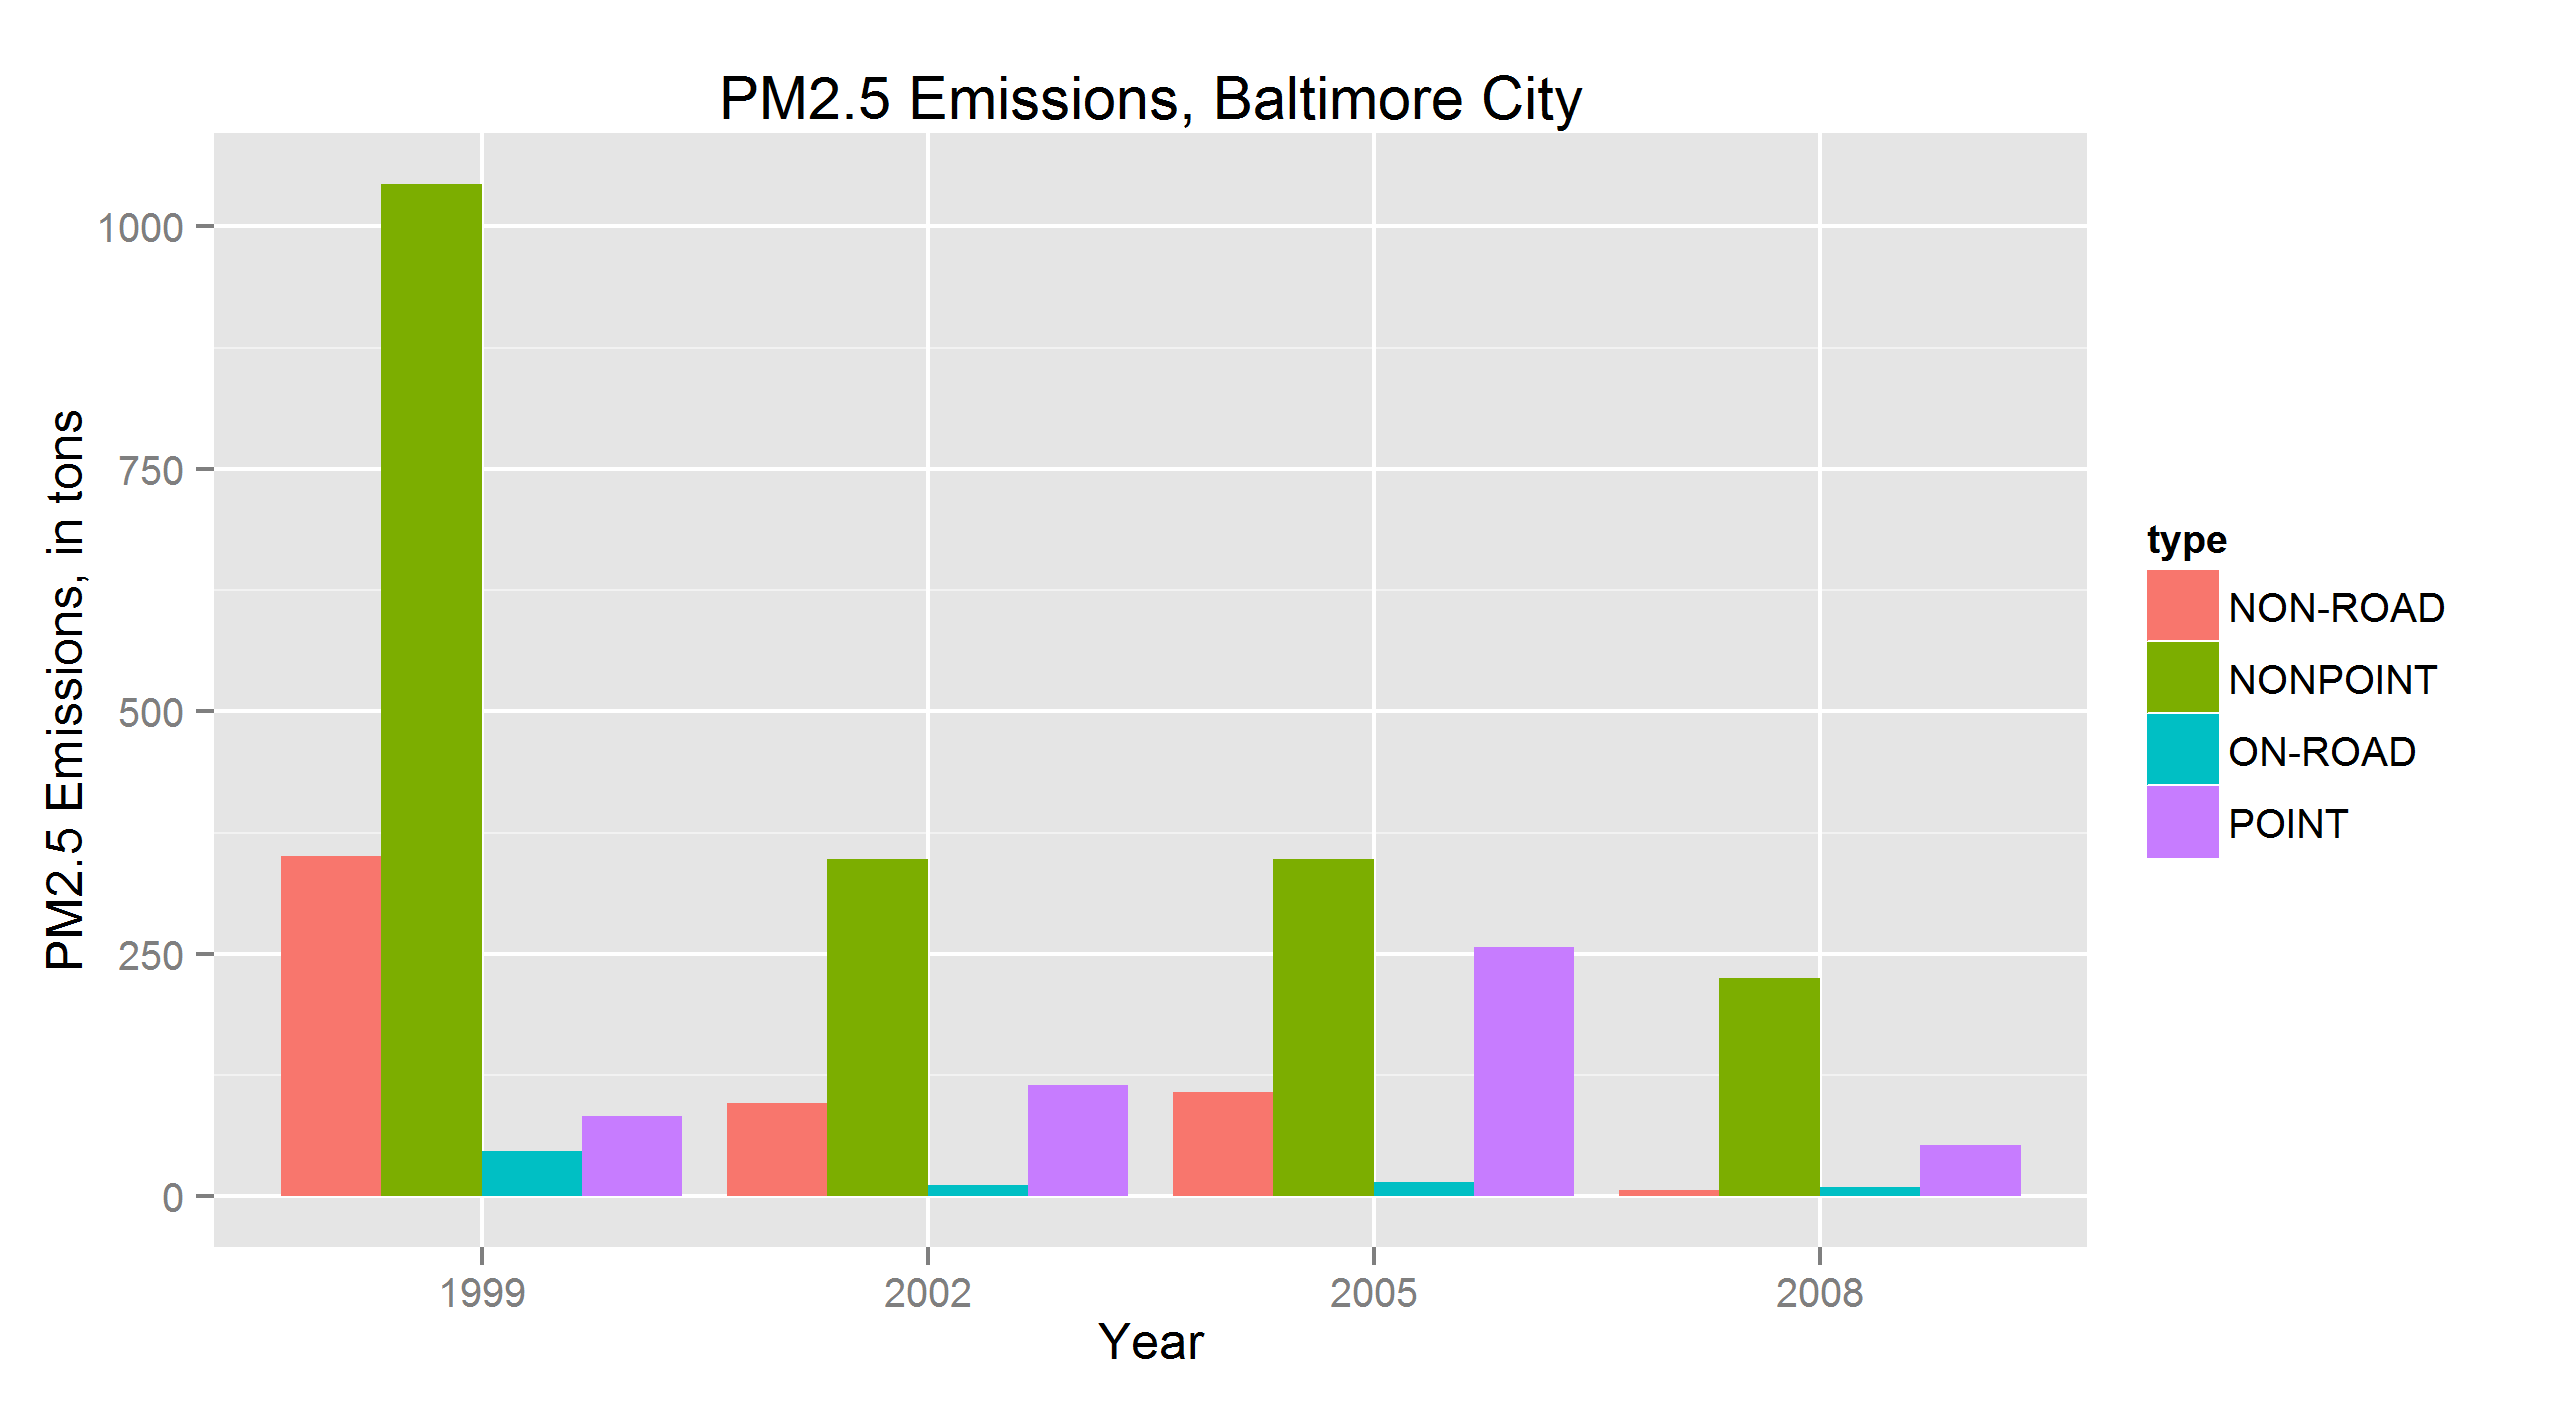 PM2.5 Emissions, Baltimore City
PM2.5 Emissions, in tons
1000
750
500
250
0
1999 2002 2005 2008
Year
type
NON-ROAD
NONPOINT
ON-ROAD
POINT